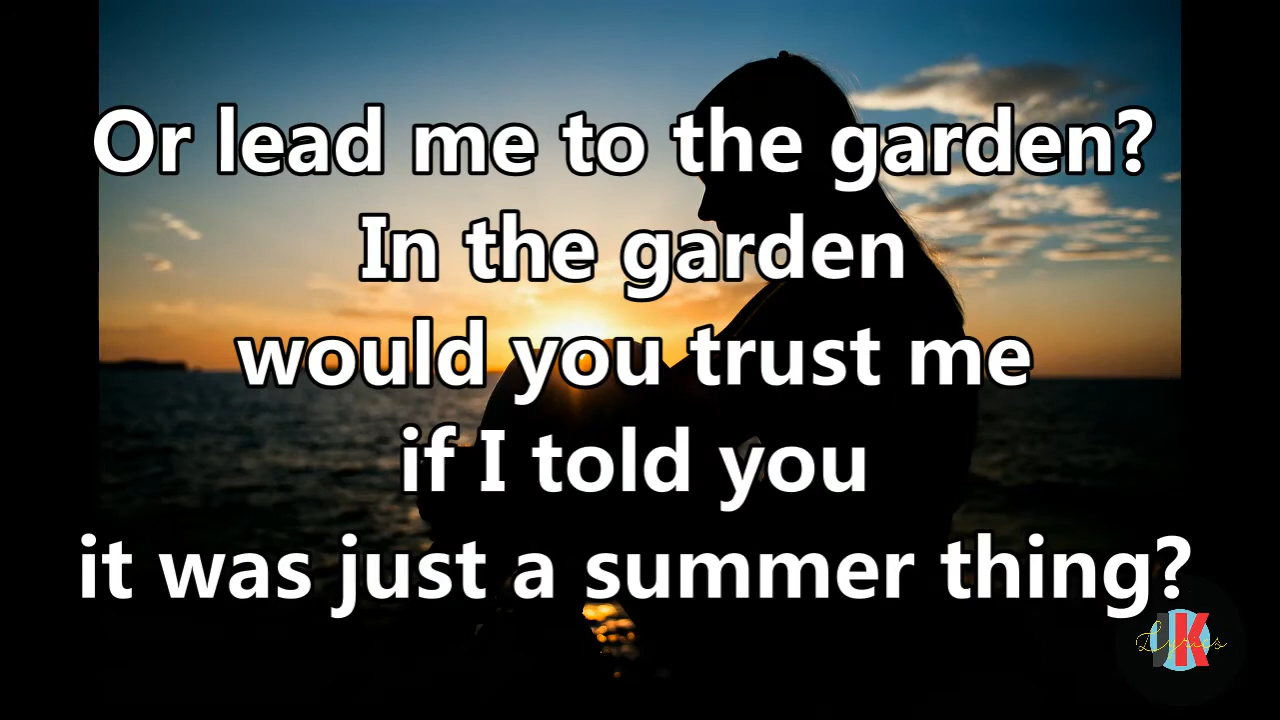 Or lead me to the garden?
In the garden
would you trust me
if I told you
it was just a summer thing?
K
Lyrics